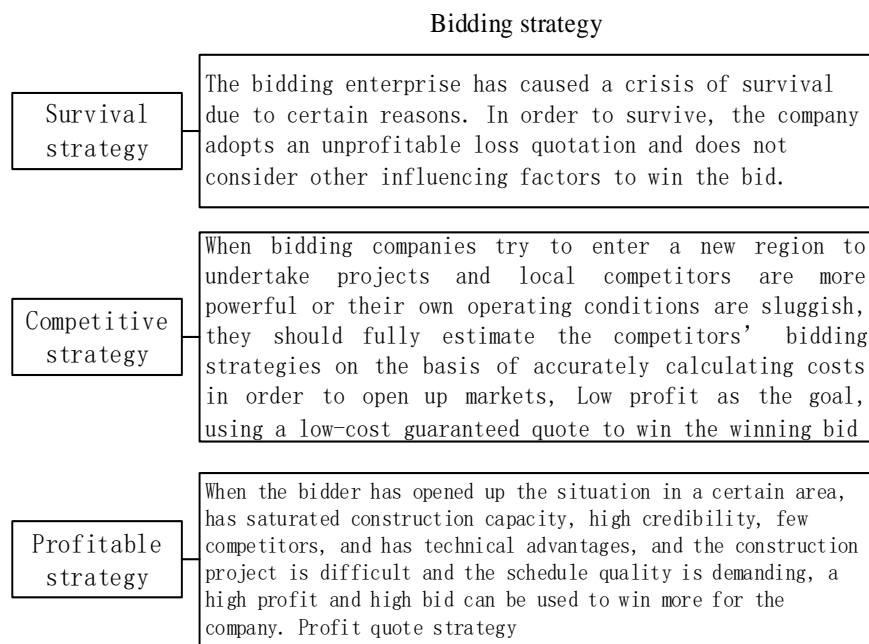 Bidding strategy
Survival
strategy
The bidding enterprise has caused a crisis of survival
due to certain reasons. In order to survive, the company
adopts an unprofitable loss quotation and does not
consider other influencing factors to win the bid.
Competitive
strategy
When bidding companies try to enter a new region to
undertake projects and local competitors are more
powerful or their own operating conditions are sluggish,
they should fully estimate the competitors’ bidding
strategies on the basis of accurately calculating costs
in order to open up markets, Low profit as the goal,
using a low-cost guaranteed quote to win the winning bid
Profitable
strategy
When the bidder has opened up the situation in a certain area,
has saturated construction capacity, high credibility, few
competitors, and has technical advantages, and the construction
project is difficult and the schedule quality is demanding, a
high profit and high bid can be used to win more for the
company. Profit quote strategy